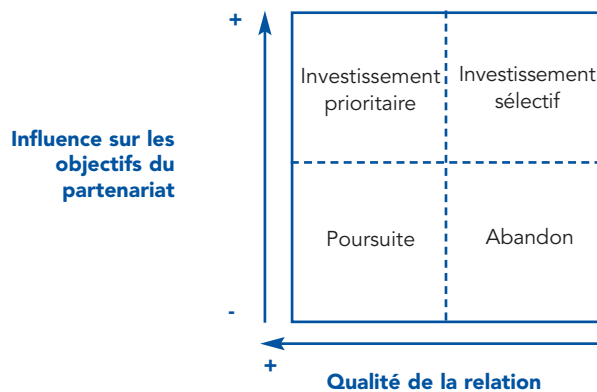 +
Investissement
prioritaire
Investissement
sélectif
Influence sur les
objectifs du
partenariat
Poursuite
Abandon
-
+
Qualité de la relation